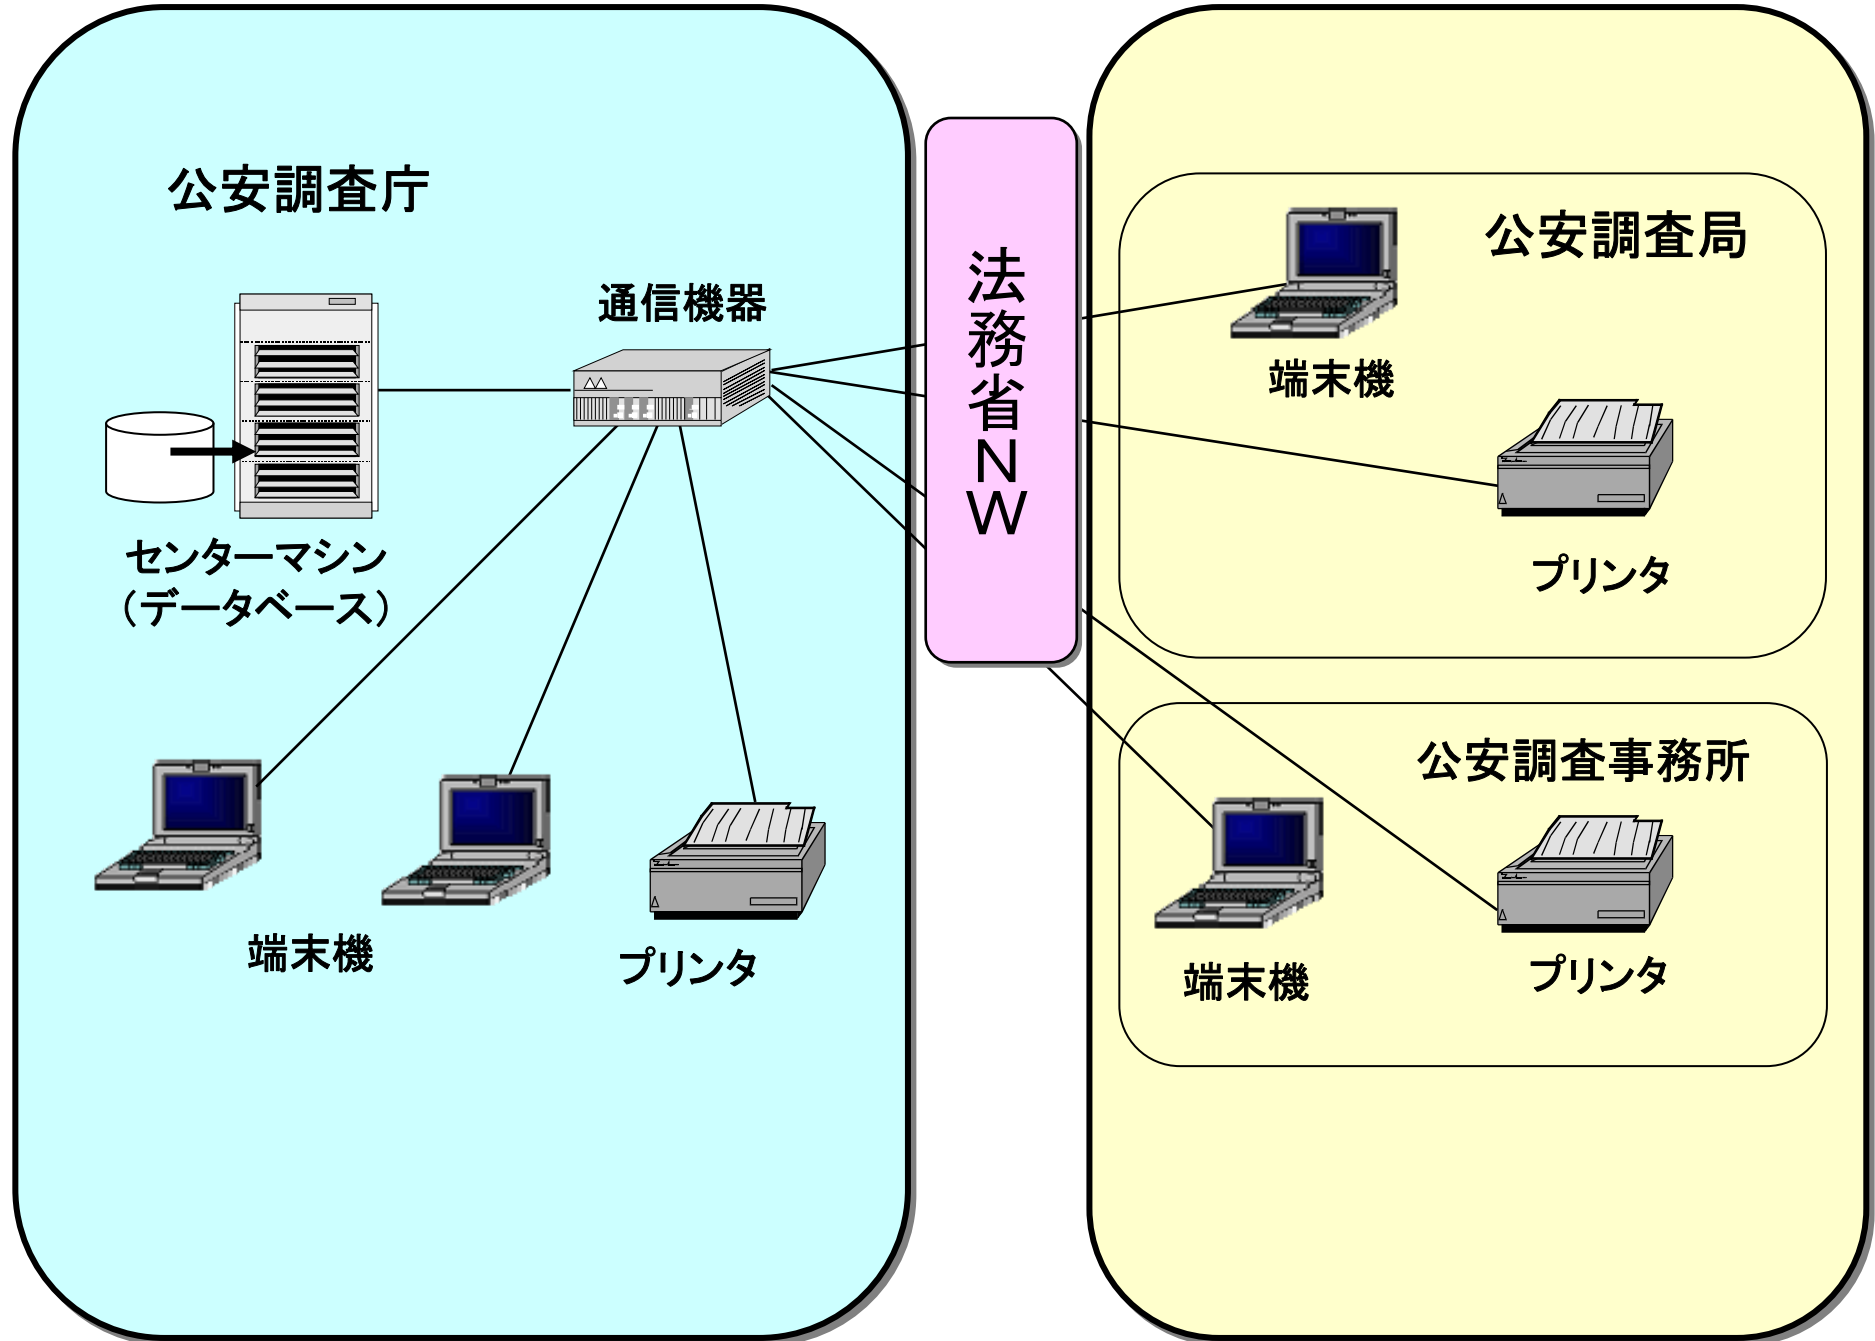 公安調査庁
通信機器
センターマシン
（データベース）
端末機
プリンタ
法務省ＮＷ
公安調査局
端末機
プリンタ
公安調査事務所
端末機
プリンタ